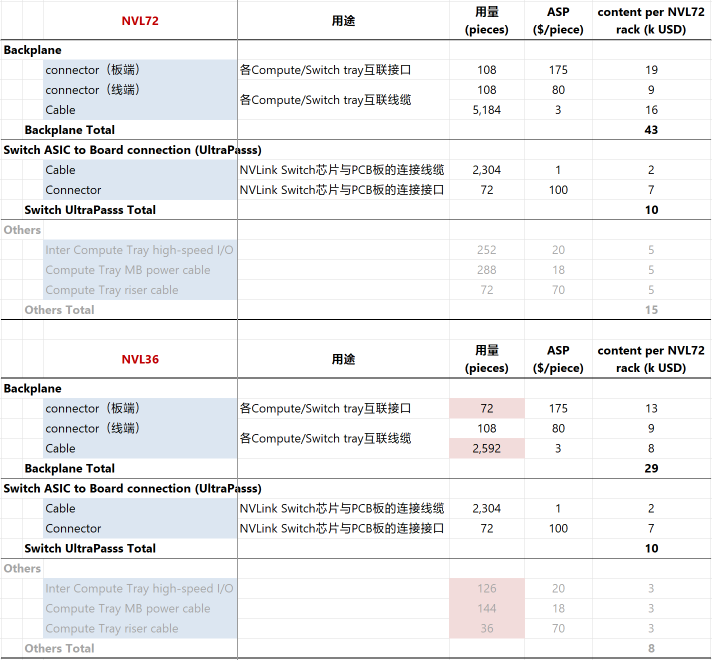 NVL72 用途 用量 (pieces) ASP ($/piece) content per NVL72 rack (k USD)
Backplane
connector（板端） 各Compute/Switch tray互联接口 108 175 19
connector（线端） 各Compute/Switch tray互联线缆 108 80 9
Cable 5,184 3 16
Backplane Total 43
Switch ASIC to Board connection (UltraPasss)
Cable NVLink Switch芯片与PCB板的连接线缆 2,304 1 2
Connector NVLink Switch芯片与PCB板的连接接口 72 100 7
Switch UltraPasss Total 10
Others
Inter Compute Tray high-speed I/O 252 20 5
Compute Tray MB power cable 288 18 5
Compute Tray riser cable 72 70 5
Others Total 15
NVL36 用途 用量 (pieces) ASP ($/piece) content per NVL72 rack (k USD)
Backplane
connector（板端） 各Compute/Switch tray互联接口 72 175 13
connector（线端） 各Compute/Switch tray互联线缆 108 80 9
Cable 2,592 3 8
Backplane Total 29
Switch ASIC to Board connection (UltraPasss)
Cable NVLink Switch芯片与PCB板的连接线缆 2,304 1 2
Connector NVLink Switch芯片与PCB板的连接接口 72 100 7
Switch UltraPasss Total 10
Others
Inter Compute Tray high-speed I/O 126 20 3
Compute Tray MB power cable 144 18 3
Compute Tray riser cable 36 70 3
Others Total 8